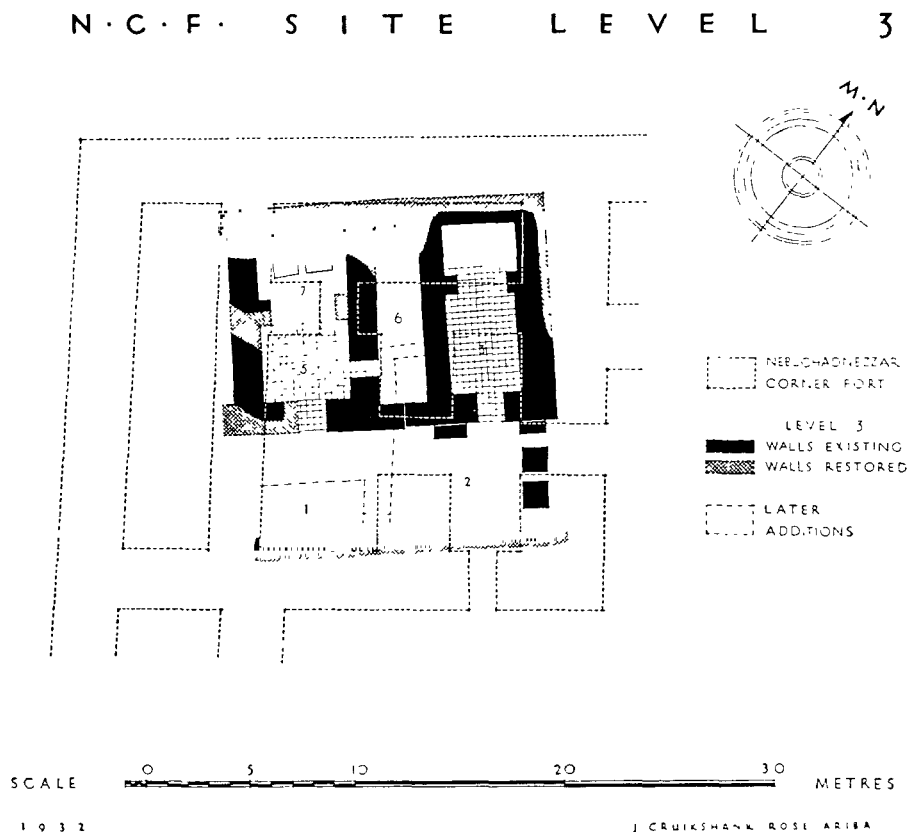 N·C·F· SITE LEVEL 3
M·N
7
6
5
NEBUCHADNEZZAR
CORNER FORT
LEVEL 3
WALLS EXISTING
WALLS RESTORED
2
1
LATER
ADDITIONS
0 5 10 20 30
SCALE METRES
1932 J CRUIKSHANK ROSE ARIBA